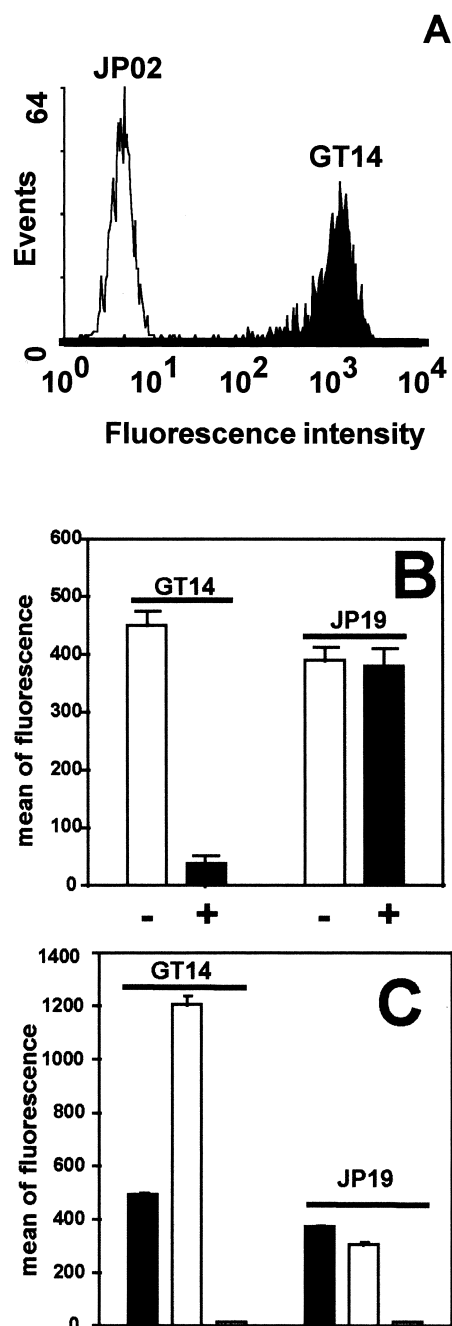 A
JP02
GT14
64
Events
0
10^0 10^1 10^2 10^3 10^4
Fluorescence intensity
B
600
500
400
300
200
100
0
mean of fluorescence
GT14
JP19
- + - +
C
1400
1200
1000
800
600
400
200
0
mean of fluorescence
GT14
JP19